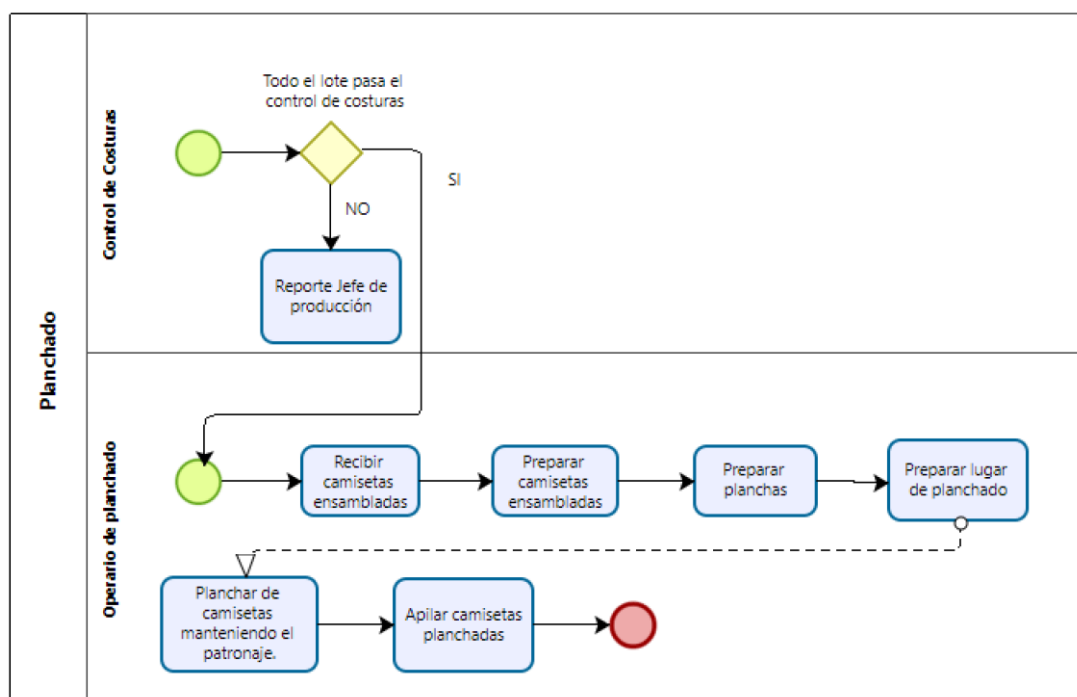 Planchado
Control de Costuras
Todo el lote pasa el
control de costuras
SI
NO
Reporte Jefe de
producción
Operario de planchado
Recibir
camisetas
ensambladas
Preparar
camisetas
ensambladas
Preparar
planchas
Preparar lugar
de planchado
Planchar de
camisetas
manteniendo el
patronaje.
Apilar camisetas
planchadas